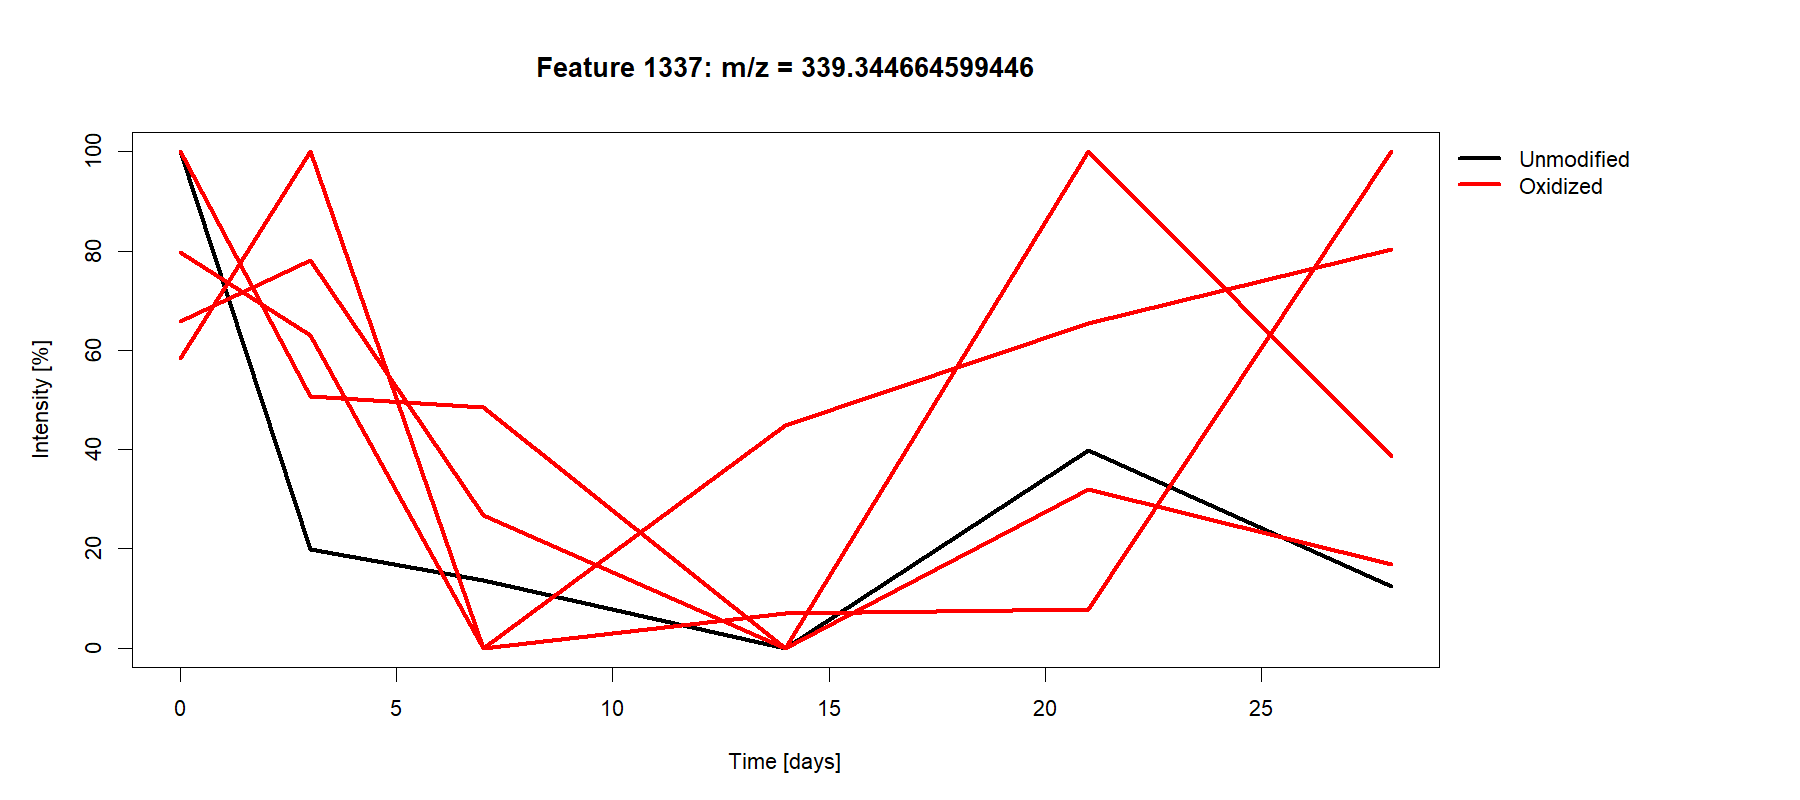 Feature 1337: m/z = 339.344664599446
Unmodified
Oxidized
100
80
60
40
20
0
Intensity [%]
0 5 10 15 20 25
Time [days]